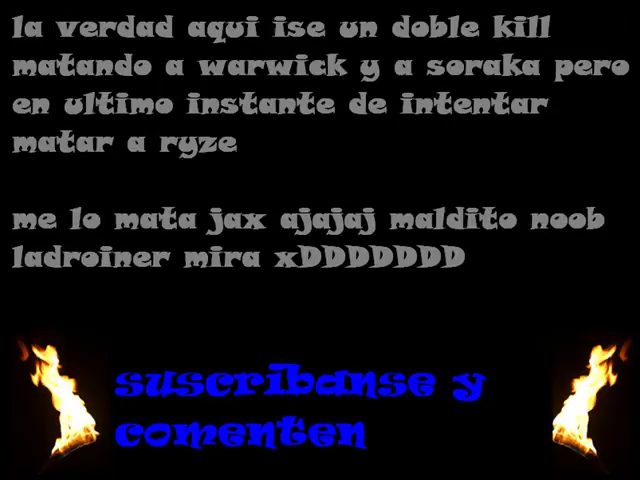 la verdad aqui ise un doble kill
matando a warwick y a soraka pero
en ultimo instante de intentar
matar a ryze
me lo mata jax ajajaj maldito noob
ladroiner mira xDDDDDDD
suscribanse y
comenten